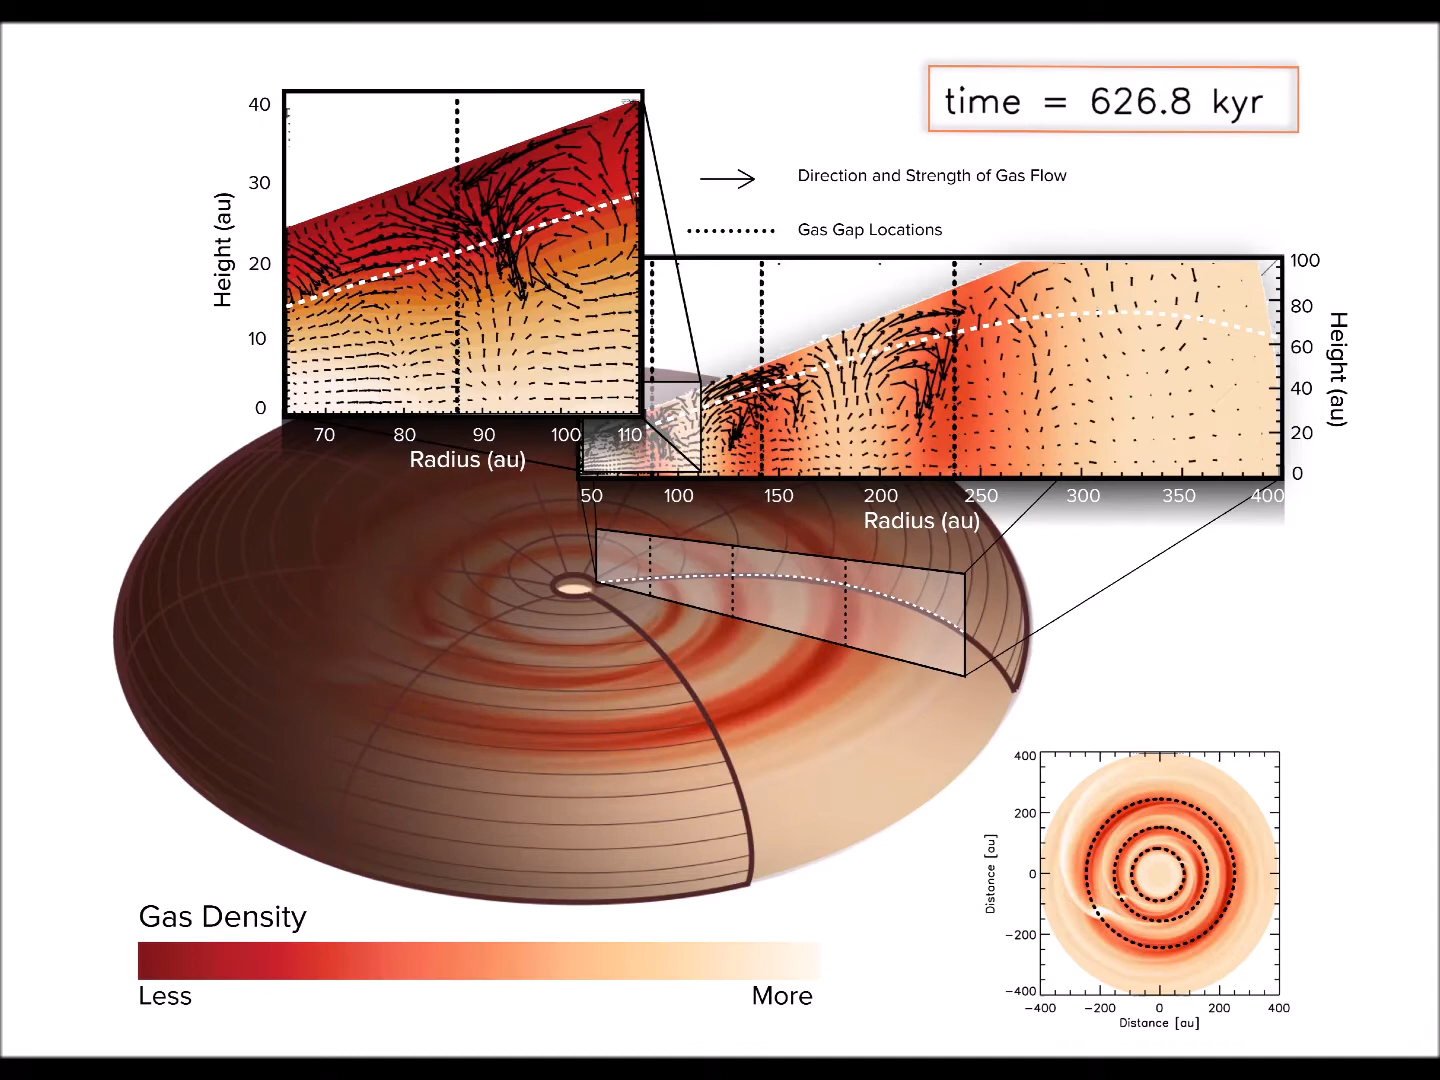 time = 626.8 kyr
Direction and Strength of Gas Flow
Gas Gap Locations
40
30
20
10
0
Height (au)
70 80 90 100 110
Radius (au)
100
80
60
40
20
0
Height (au)
50 100 150 200 250 300 350 400
Radius (au)
Gas Density
Less More
400
200
0
−200
−400
Distance [au]
−400 −200 0 200 400
Distance [au]